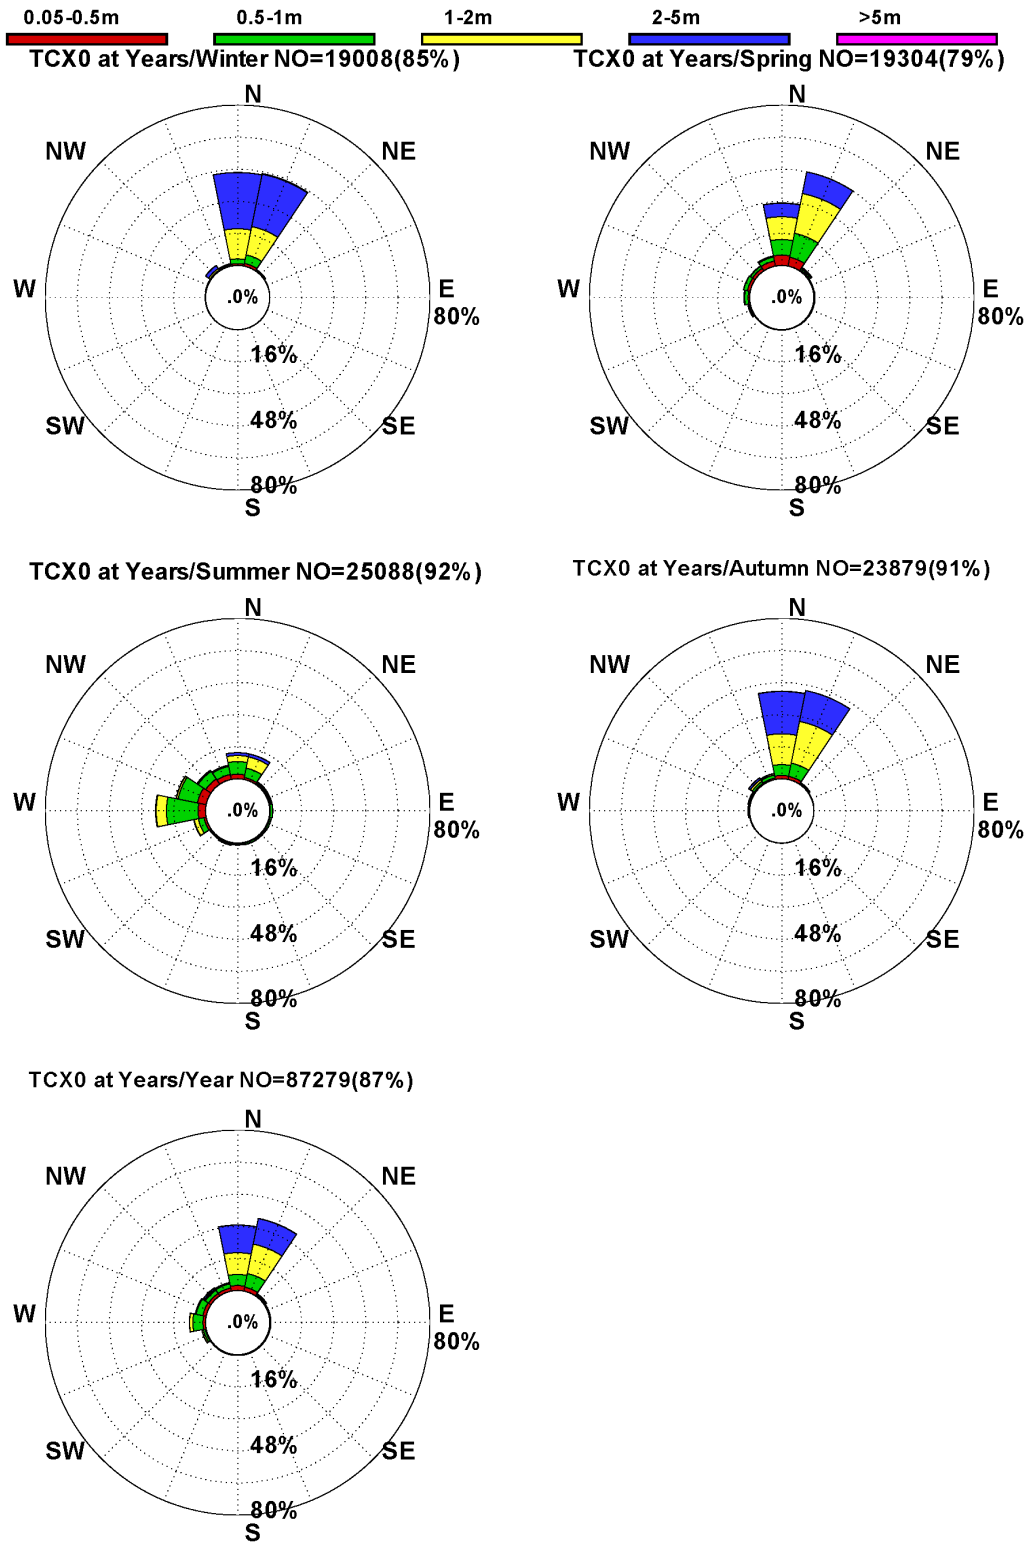 0.05-0.5m 0.5-1m 1-2m 2-5m >5m
TCX0 at Years/Winter NO=19008(85%)
N
NW NE
W .0% E
80%
16%
48%
SW SE
80%
S
TCX0 at Years/Spring NO=19304(79%)
N
NW NE
W .0% E
80%
16%
48%
SW SE
80%
S
TCX0 at Years/Summer NO=25088(92%)
N
NW NE
W .0% E
80%
16%
48%
SW SE
80%
S
TCX0 at Years/Autumn NO=23879(91%)
N
NW NE
W .0% E
80%
16%
48%
SW SE
80%
S
TCX0 at Years/Year NO=87279(87%)
N
NW NE
W .0% E
80%
16%
48%
SW SE
80%
S